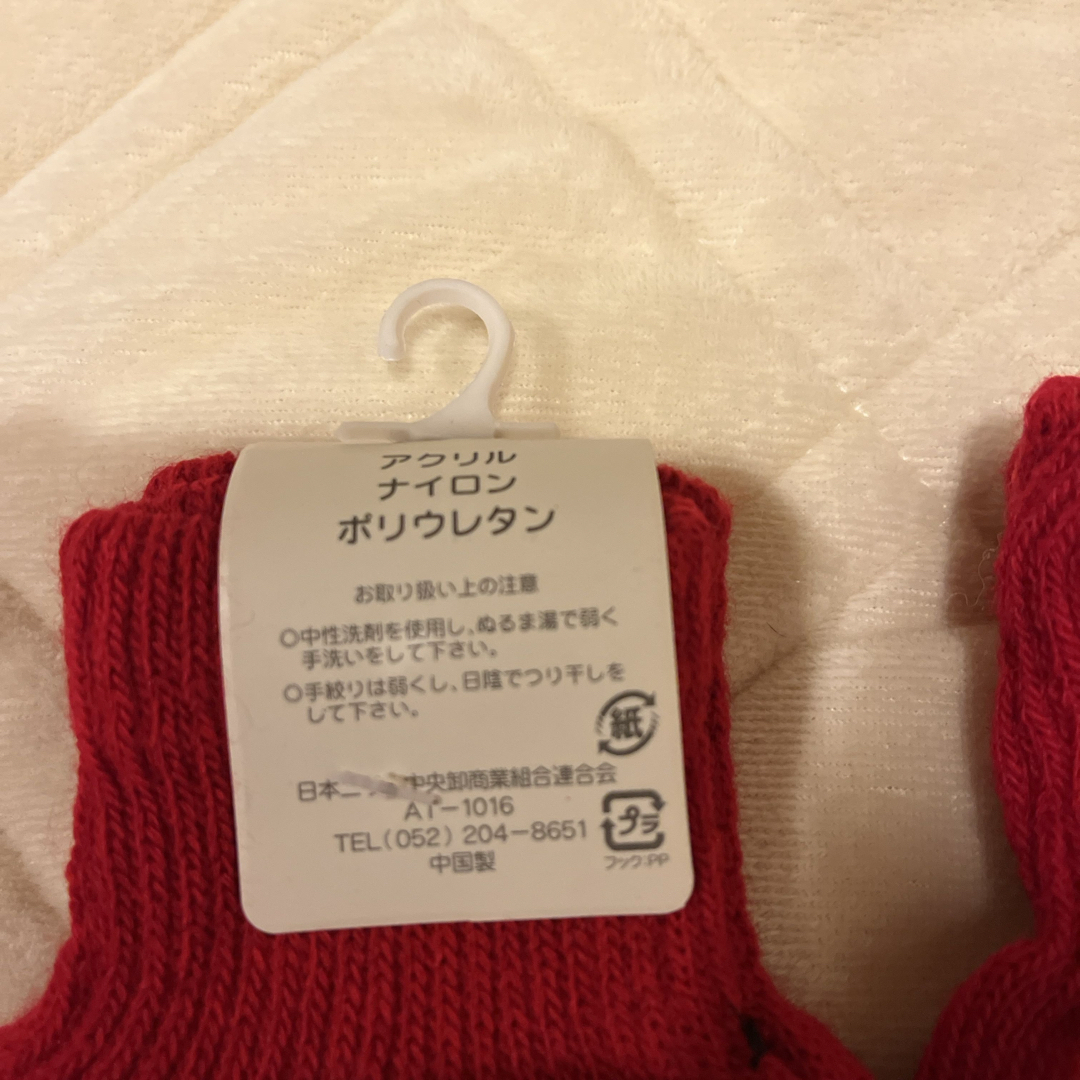 アクリル
ナイロン
ポリウレタン
お取り扱い上の注意
○中性洗剤を使用し、ぬるま湯で弱く
手洗いをして下さい。
○手絞りは弱くし、日陰でつり干しを
して下さい。
紙
日本 中央卸商業組合連合会
AT-1016
TEL(052) 204-8651
プラ
中国製
フック:PP